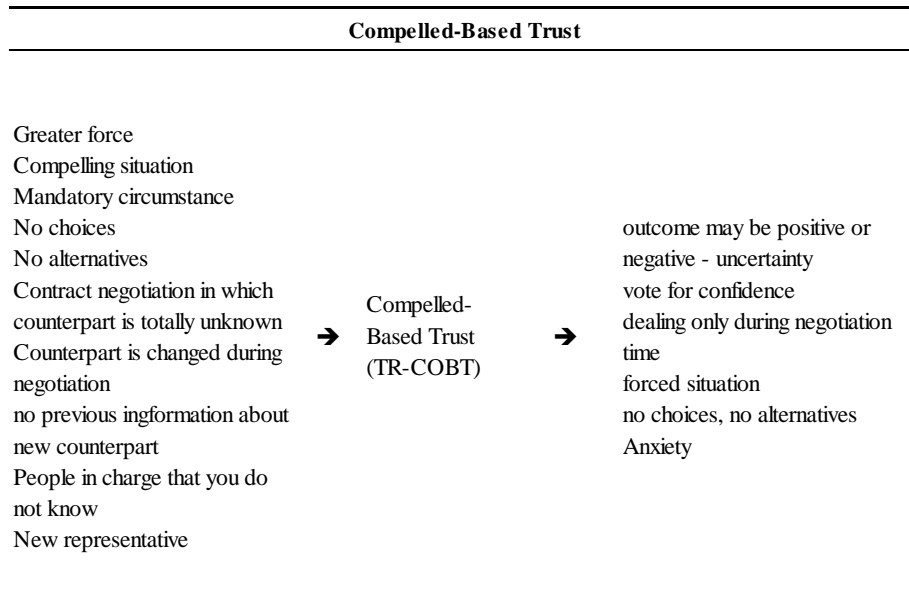 Compelled-Based Trust
Greater force
Compelling situation
Mandatory circumstance
No choices
No alternatives
Contract negotiation in which
counterpart is totally unknown
Counterpart is changed during
negotiation
no previous ingformation about
new counterpart
People in charge that you do
not know
New representative
➔
Compelled-
Based Trust
(TR-COBT)
➔
outcome may be positive or
negative - uncertainty
vote for confidence
dealing only during negotiation
time
forced situation
no choices, no alternatives
Anxiety